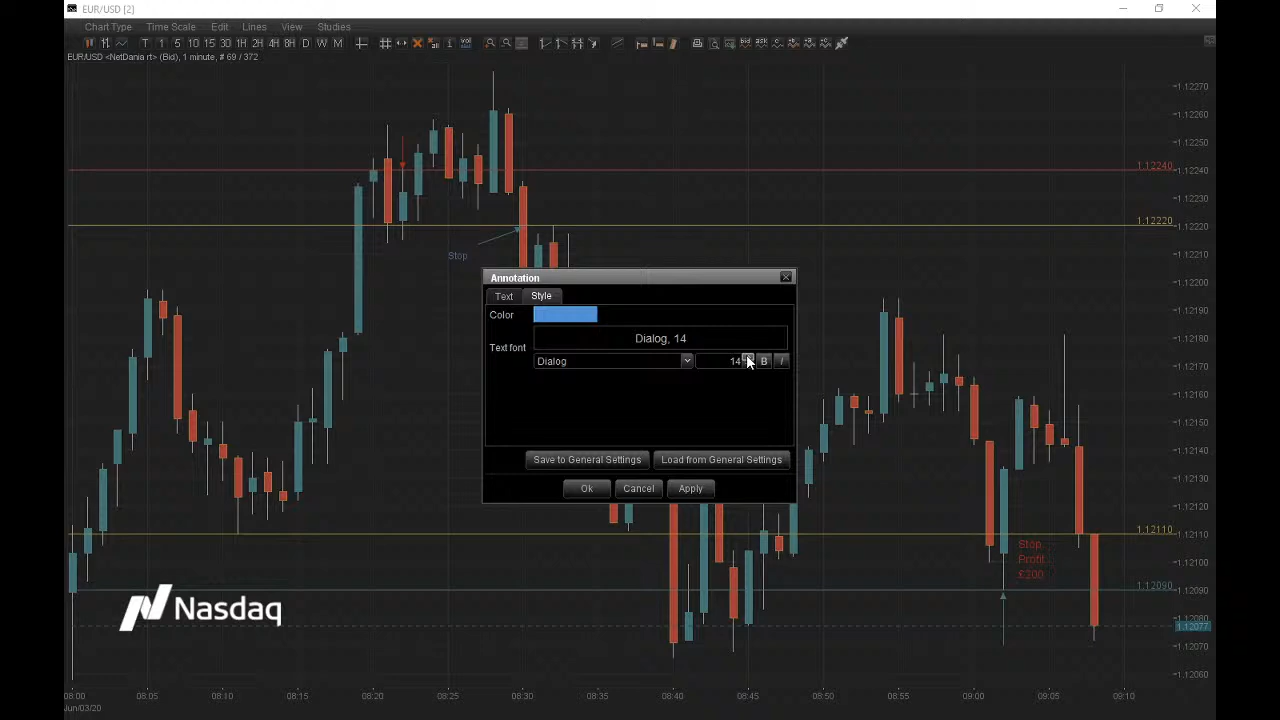 EUR/USD [2]
Chart Type Time Scale Edit Lines View Studies
T 1 5 10 15 30 1H 2H 4H 8H D W M
EUR/USD <NetDania rt> (Bid), 1 minute, # 69 / 372
1.12270
1.12260
1.12250
1.12240
1.12240
1.12230
1.12220
1.12220
1.12210
Stop
1.12200
1.12190
1.12180
1.12170
1.12160
1.12150
1.12140
1.12130
1.12120
1.12110
1.12110
1.12100
1.12090
1.12090
1.12080
1.12077
1.12070
1.12060
Annotation
Text Style
Color
Dialog, 14
Text font
Dialog 14 B I
Save to General Settings Load from General Settings
Ok Cancel Apply
Stop
Profit
£200
Nasdaq
08:00 08:05 08:10 08:15 08:20 08:25 08:30 08:35 08:40 08:45 08:50 08:55 09:00 09:05 09:10
Jun/03/20